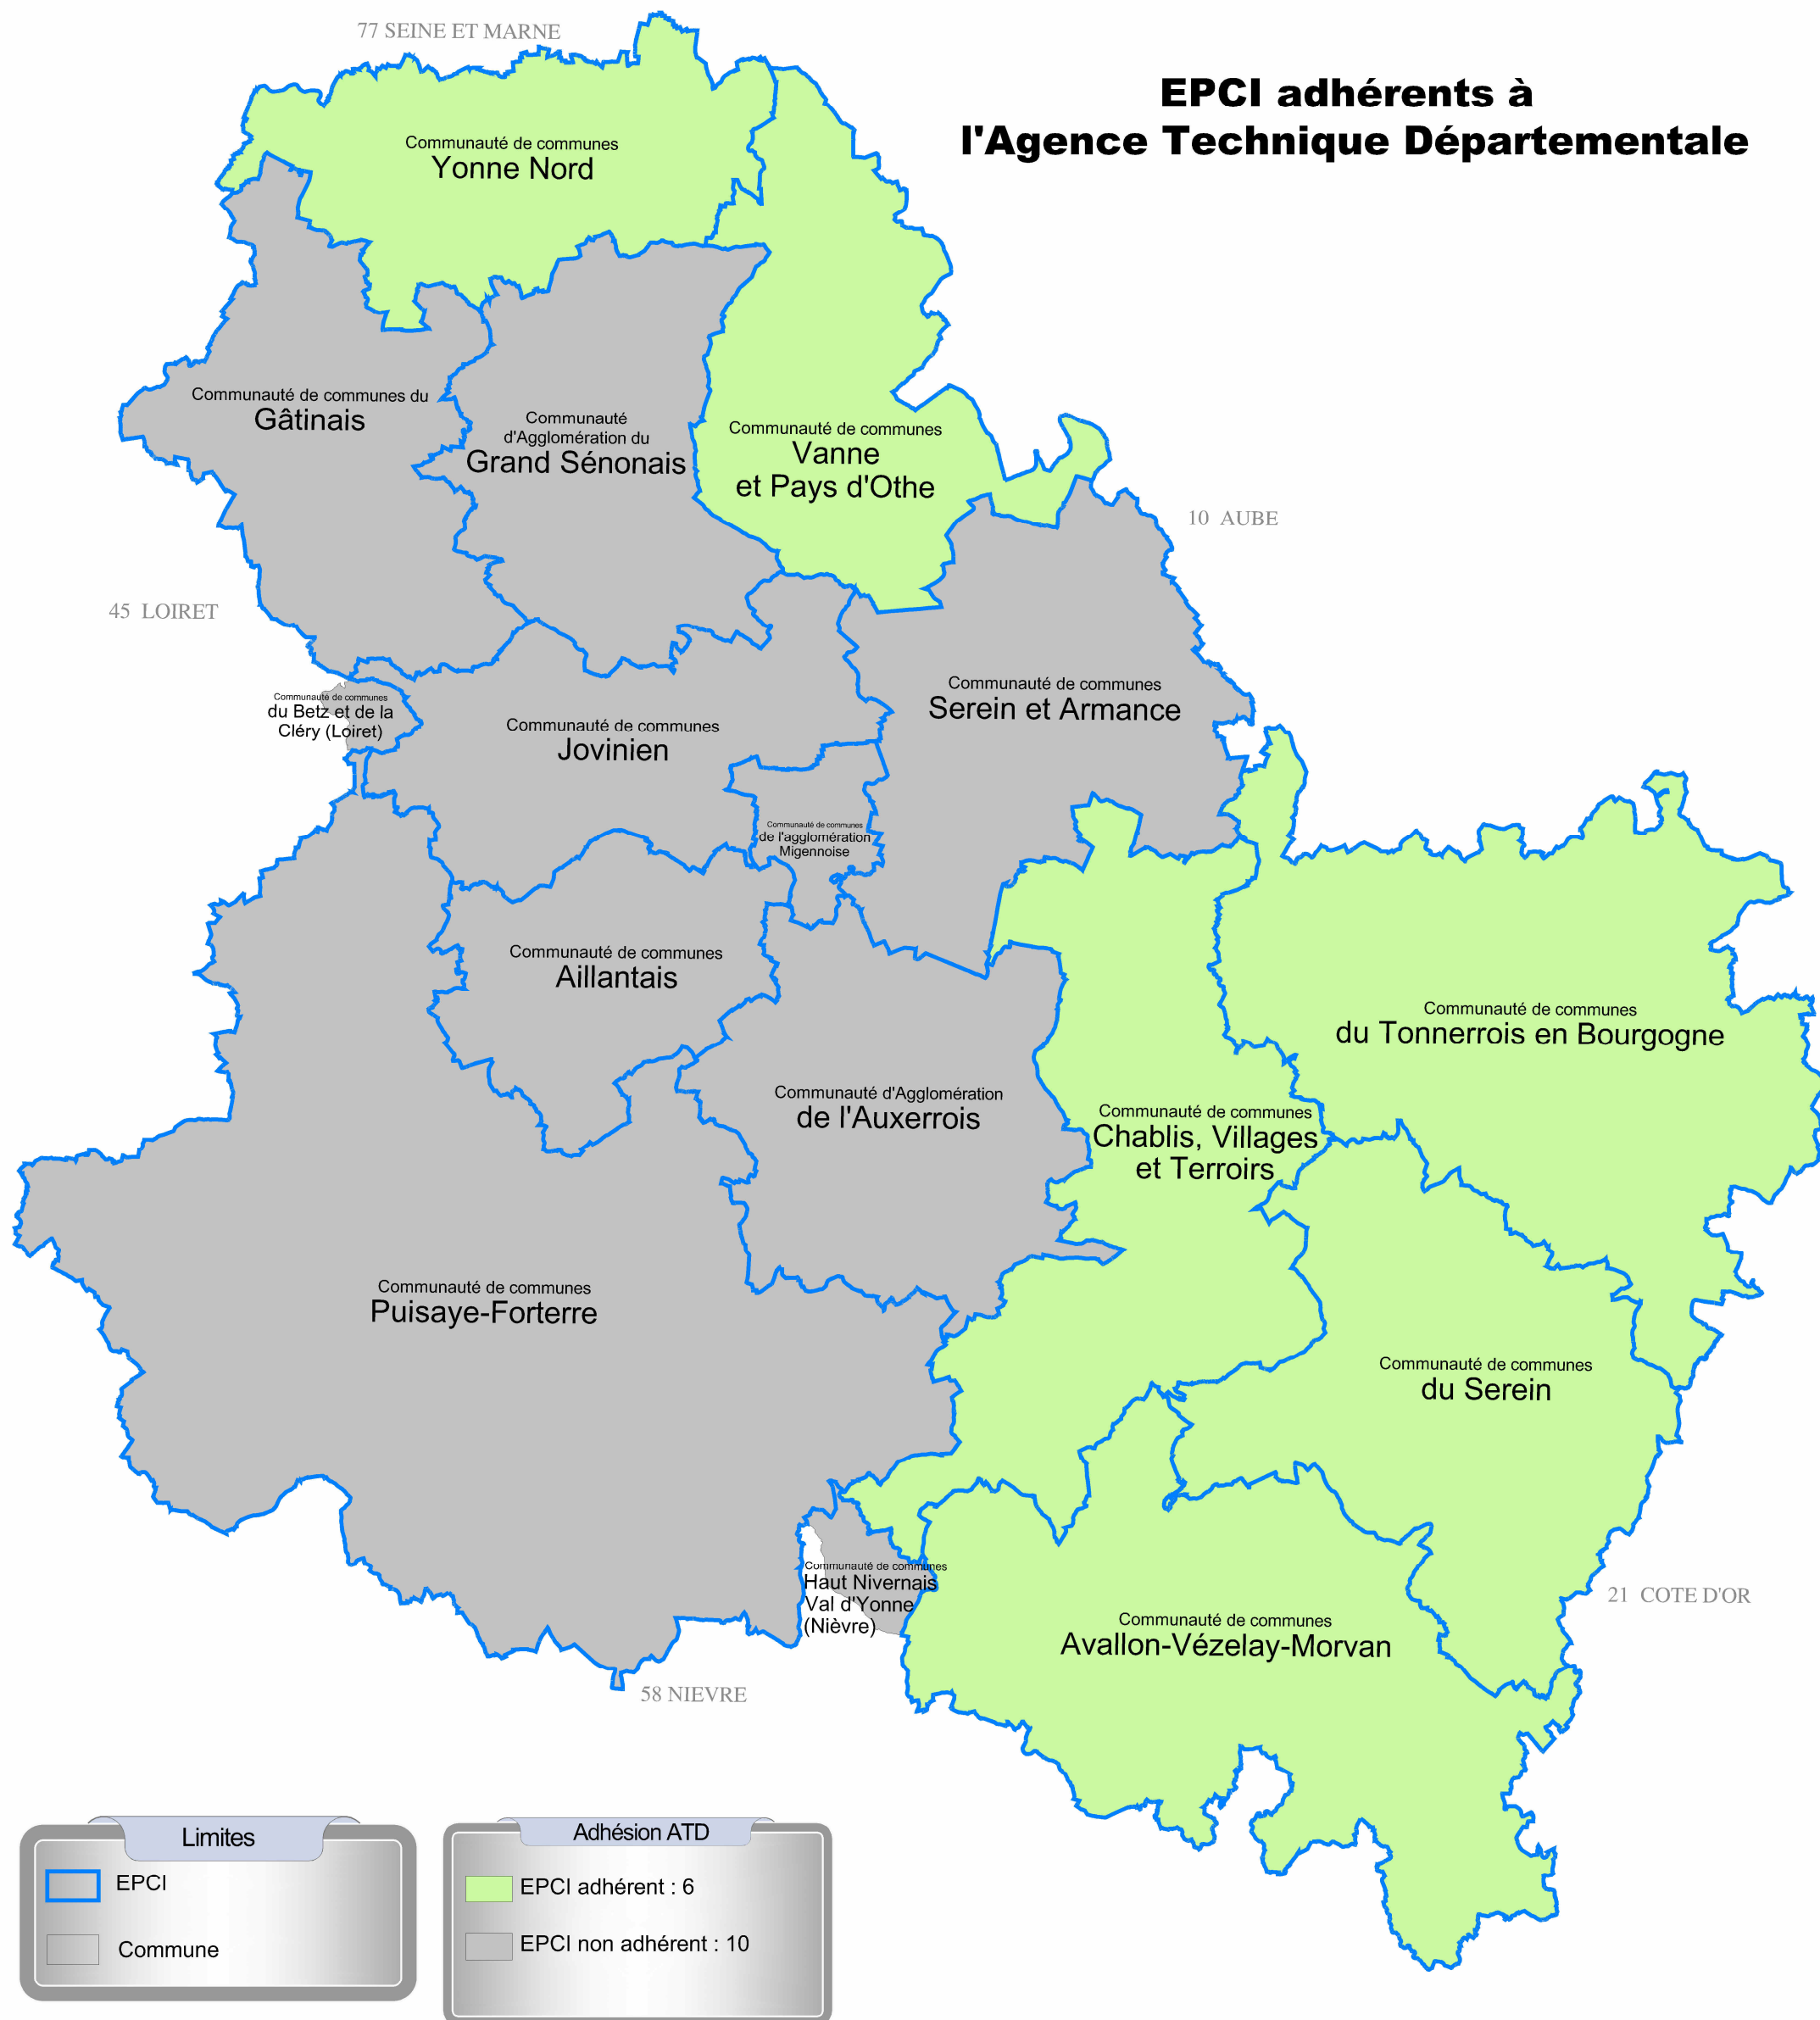 77 SEINE ET MARNE
EPCI adhérents à
l'Agence Technique Départementale
Communauté de communes
Yonne Nord
Communauté de communes du
Gâtinais
Communauté
d'Agglomération du
Grand Sénonais
Communauté de communes
Vanne
et Pays d'Othe
10 AUBE
45 LOIRET
Communauté de communes
du Betz et de la
Cléry (Loiret)
Communauté de communes
Jovinien
Communauté de communes
Serein et Armance
Communauté de communes
de l'agglomération
Migennoise
Communauté de communes
Aillantais
Communauté de communes
du Tonnerrois en Bourgogne
Communauté d'Agglomération
de l'Auxerrois
Communauté de communes
Chablis, Villages
et Terroirs
Communauté de communes
Puisaye-Forterre
Communauté de communes
du Serein
Communauté de communes
Haut Nivernais
Val d'Yonne
(Nièvre)
Communauté de communes
Avallon-Vézelay-Morvan
21 COTE D'OR
58 NIEVRE
Limites
EPCI
Commune
Adhésion ATD
EPCI adhérent : 6
EPCI non adhérent : 10